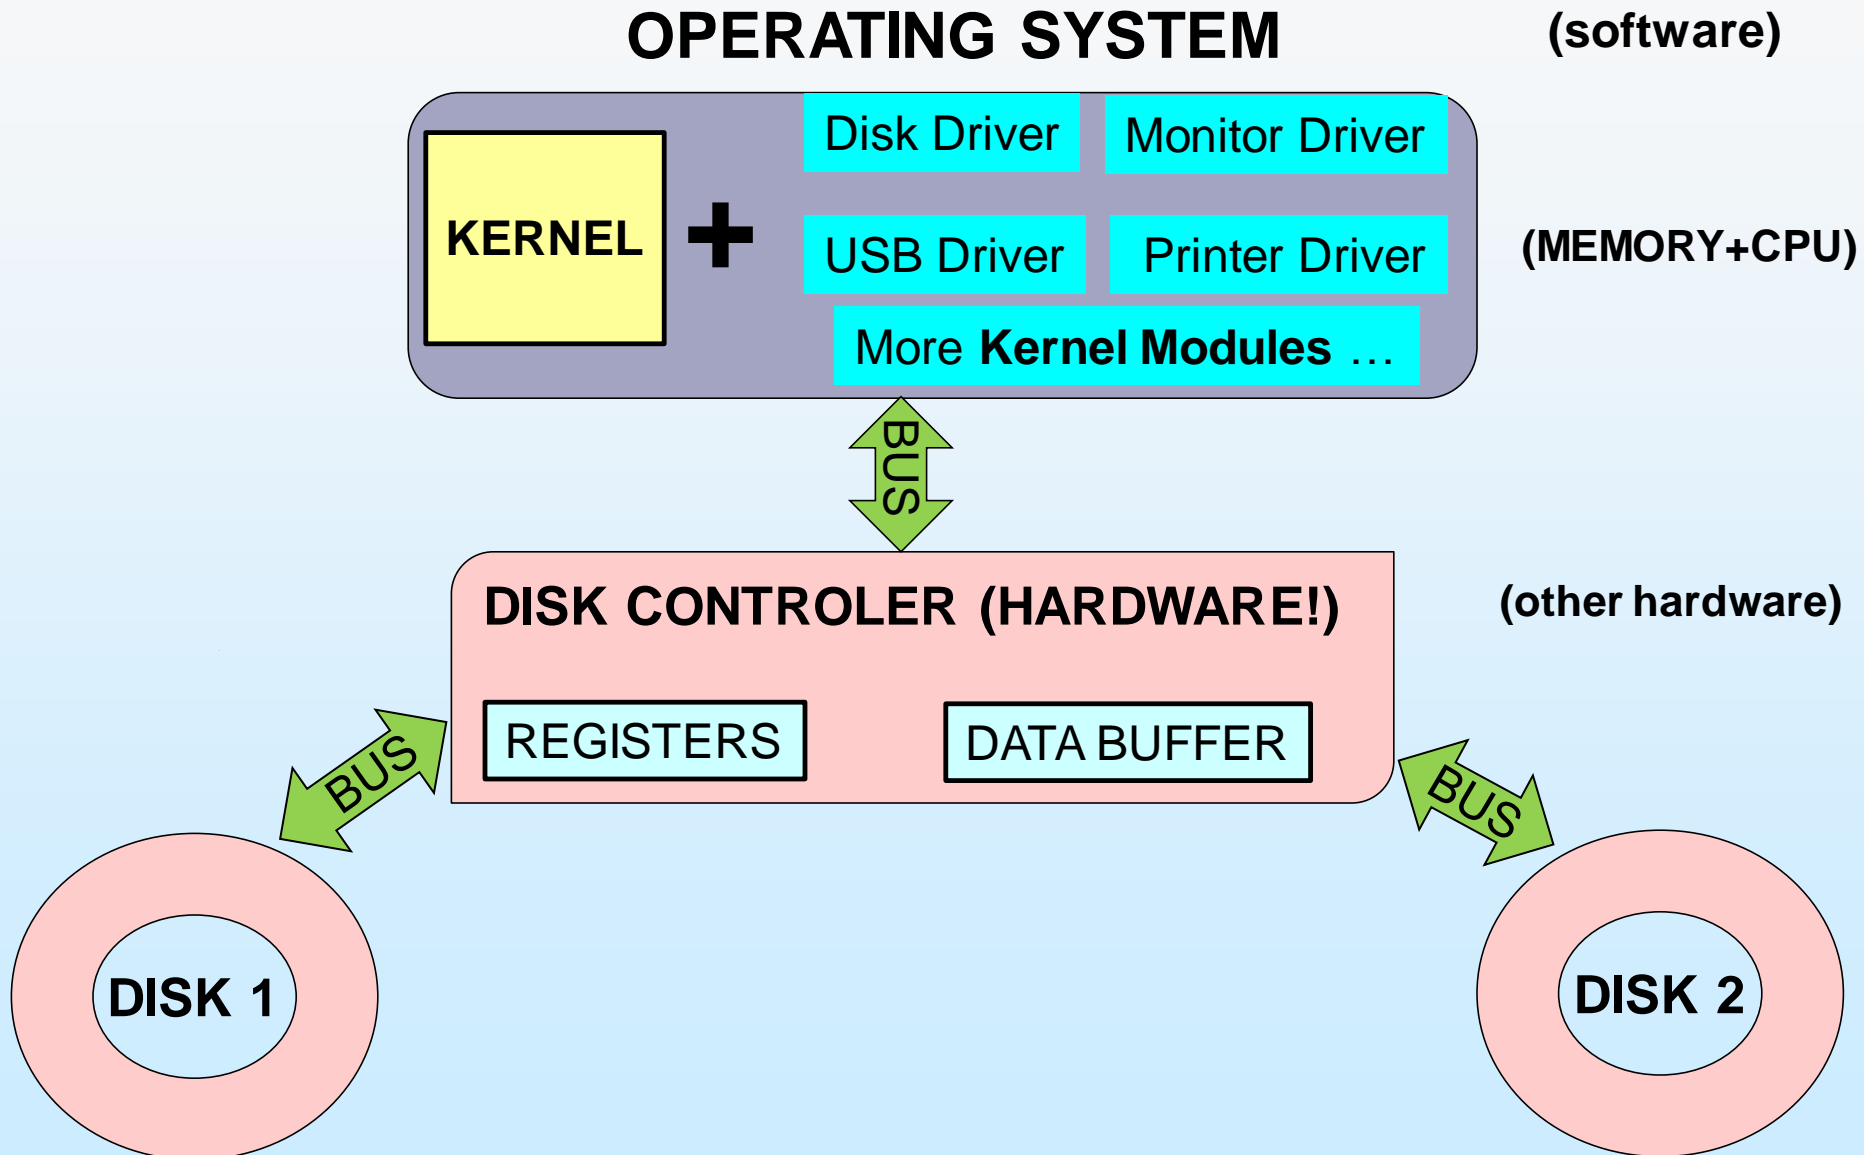 OPERATING SYSTEM
(software)
Disk Driver
Monitor Driver
KERNEL
+
USB Driver
Printer Driver
(MEMORY+CPU)
More Kernel Modules …
BUS
DISK CONTROLER (HARDWARE!)
(other hardware)
REGISTERS
DATA BUFFER
BUS
BUS
DISK 1
DISK 2